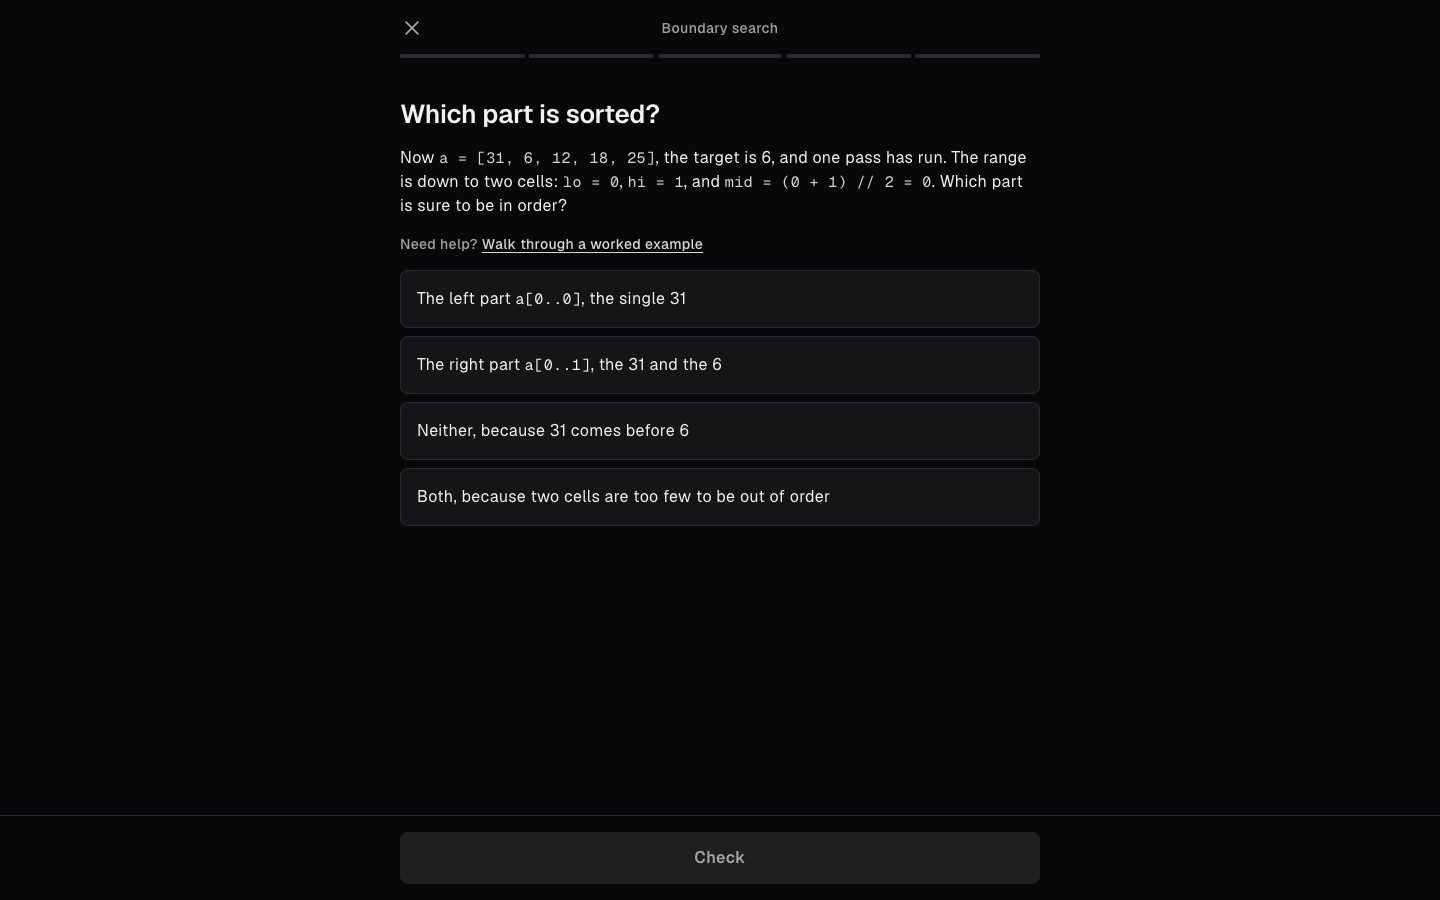 Boundary search
Which part is sorted?
Now a = [31, 6, 12, 18, 25], the target is 6, and one pass has run. The range
is down to two cells: lo = 0, hi = 1, and mid = (0 + 1) // 2 = 0. Which part
is sure to be in order?
Need help? Walk through a worked example
The left part a[0..0], the single 31
The right part a[0..1], the 31 and the 6
Neither, because 31 comes before 6
Both, because two cells are too few to be out of order
Check